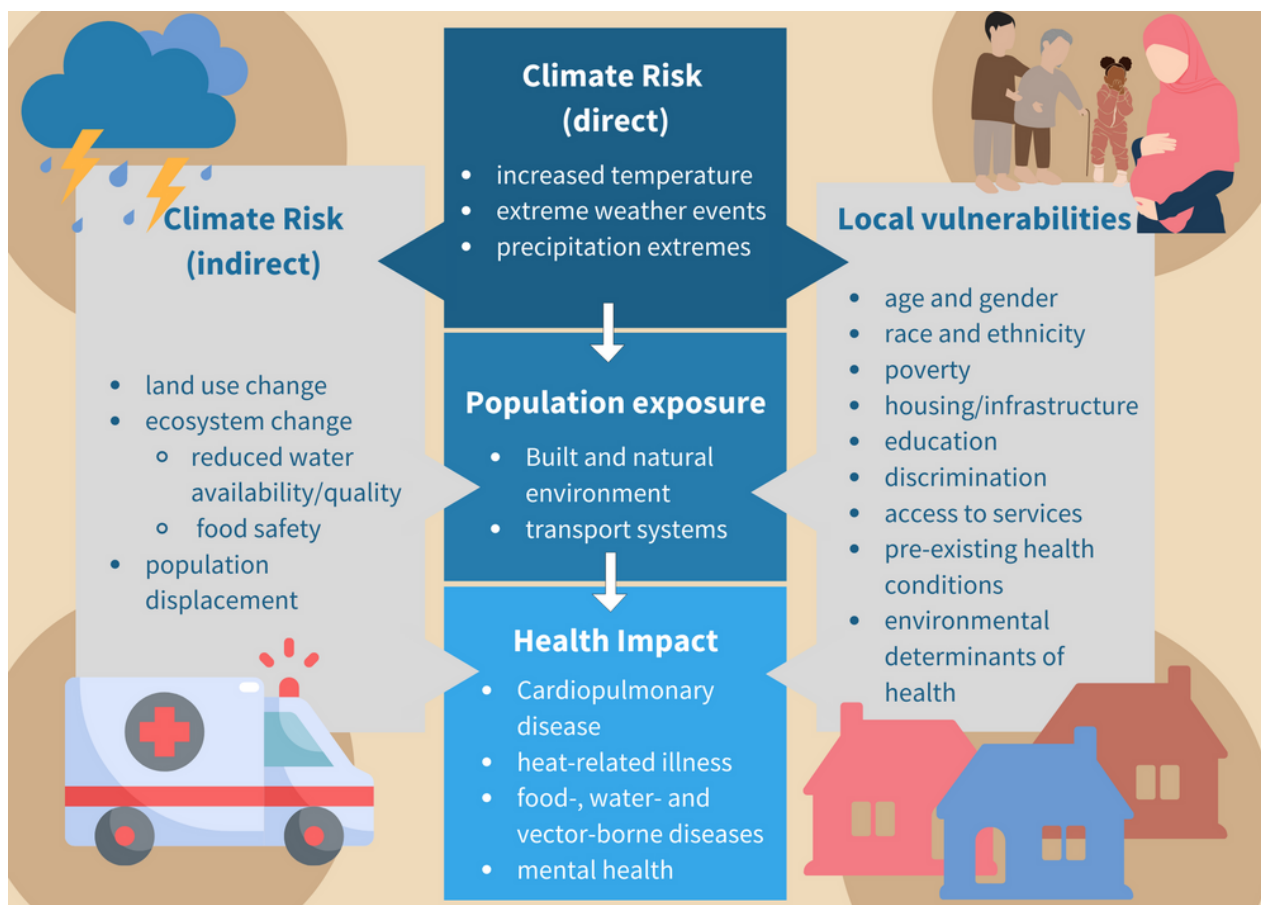 Climate Risk
(direct)
• increased temperature
• extreme weather events
• precipitation extremes
Climate Risk
(indirect)
• land use change
• ecosystem change
◦ reduced water
availability/quality
◦ food safety
• population
displacement
Population exposure
• Built and natural
environment
• transport systems
Health Impact
• Cardiopulmonary
disease
• heat-related illness
• food-, water- and
vector-borne diseases
• mental health
Local vulnerabilities
• age and gender
• race and ethnicity
• poverty
• housing/infrastructure
• education
• discrimination
• access to services
• pre-existing health
conditions
• environmental
determinants of
health